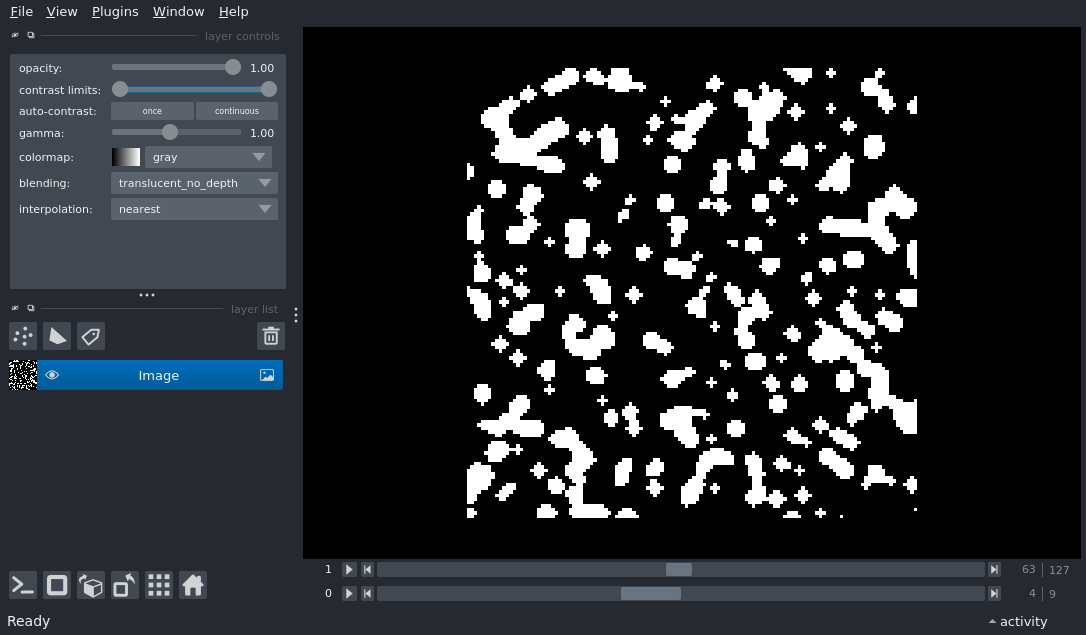 File View Plugins Window Help
layer controls
opacity: 1.00
contrast limits:
auto-contrast: once continuous
gamma: 1.00
colormap: gray
blending: translucent_no_depth
interpolation: nearest
layer list
Image
1 63 127
0 4 9
Ready activity